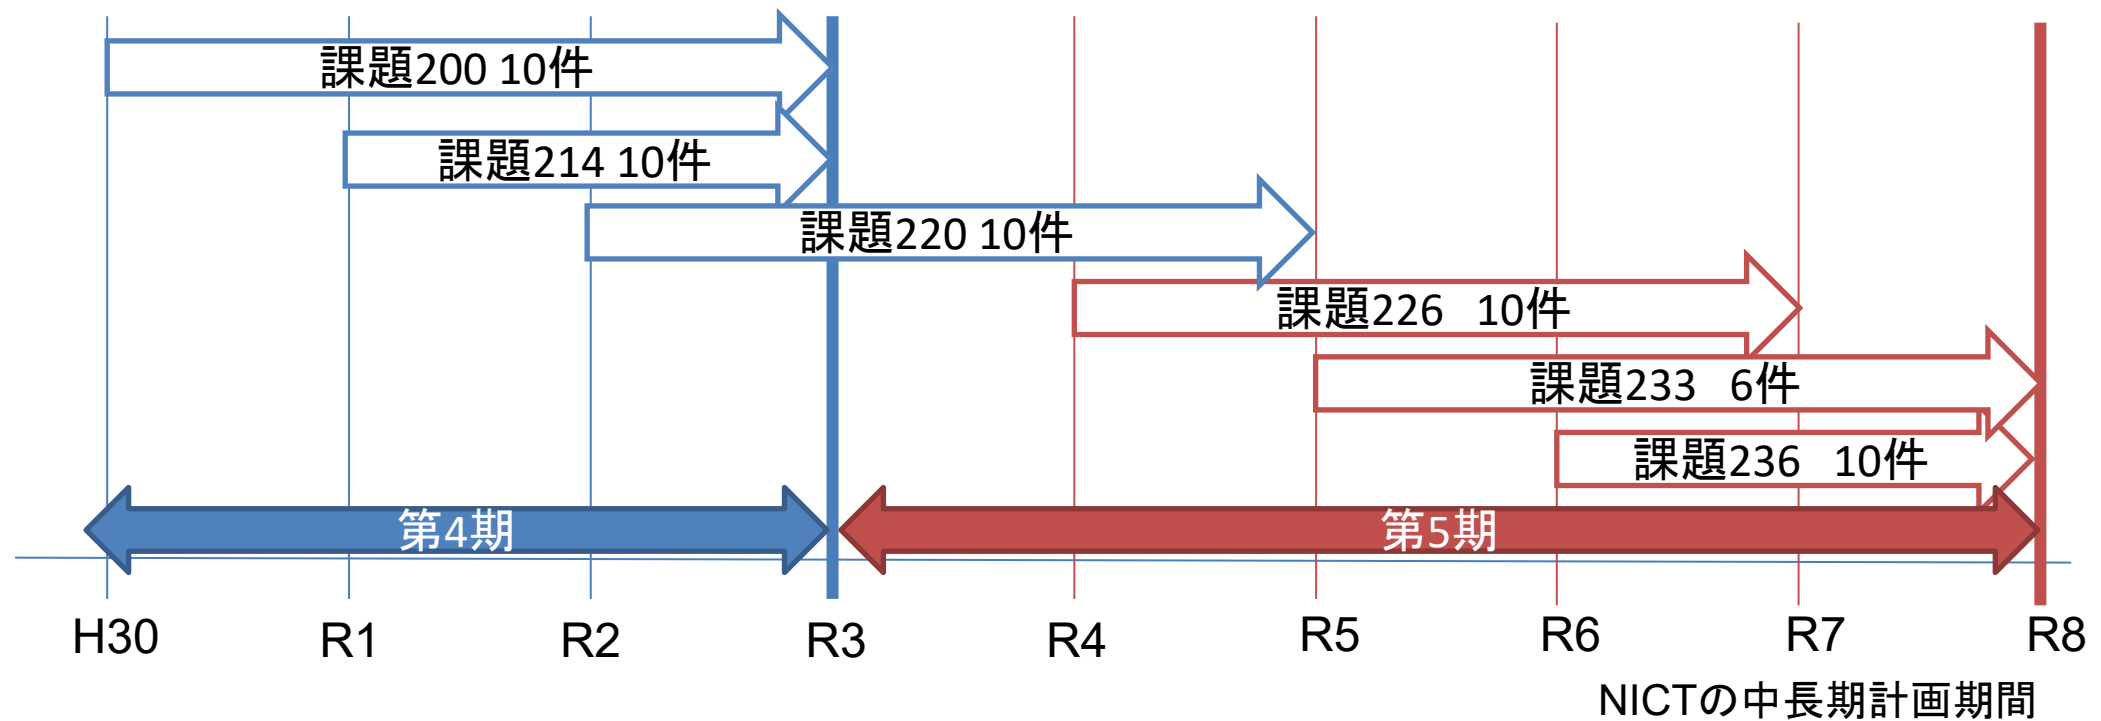 課題200 10件
課題214 10件
課題220 10件
課題226 10件
課題233 6件
課題236 10件
第4期 第5期
H30 R1 R2 R3 R4 R5 R6 R7 R8
NICTの中長期計画期間